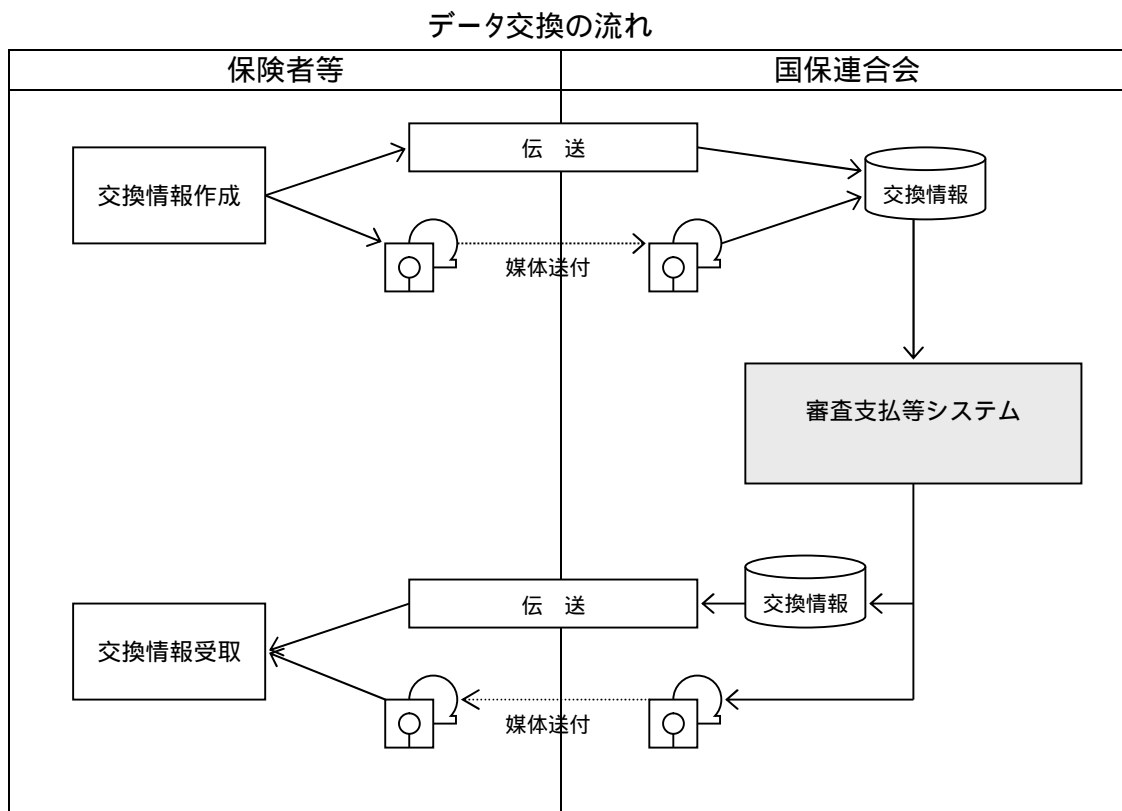 データ交換の流れ
保険者等
国保連合会
伝　送
交換情報作成
交換情報
媒体送付
審査支払等システム
伝　送
交換情報
交換情報受取
媒体送付